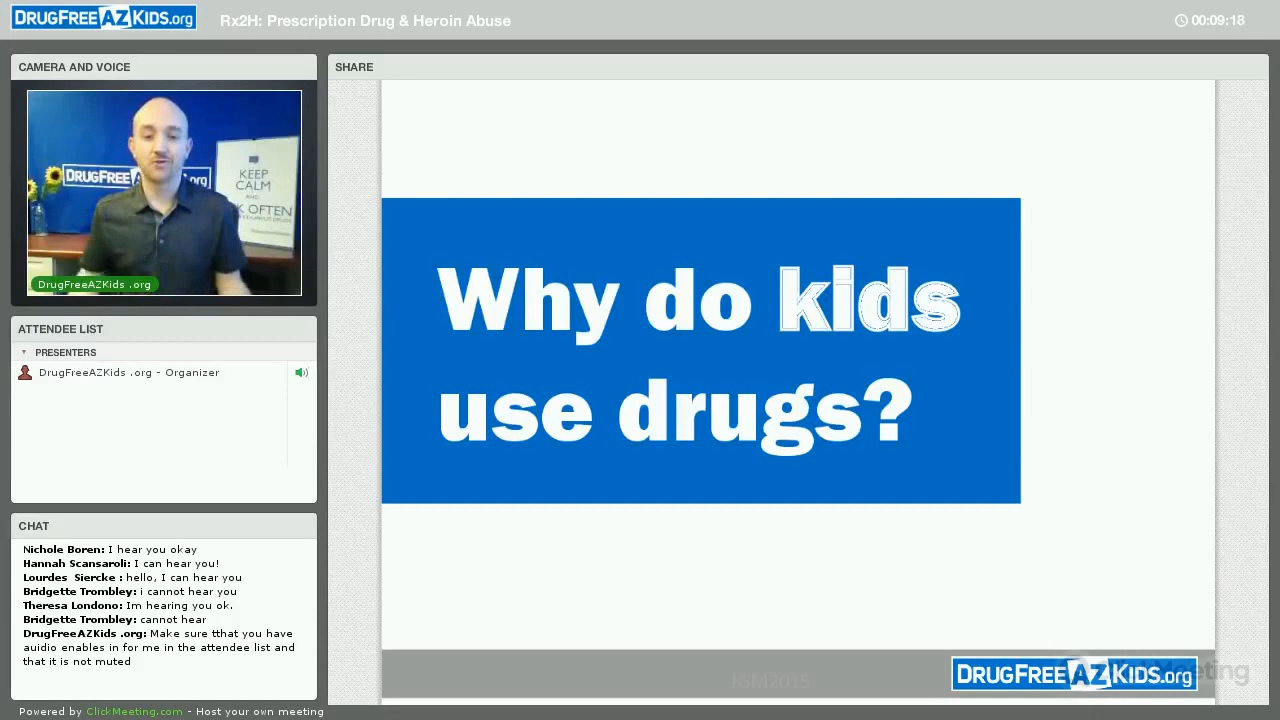 DRUGFREEAZKIDS.org
Rx2H: Prescription Drug & Heroin Abuse
00:09:18
CAMERA AND VOICE
DRUGFREE
KEEP
CALM
AND
OFTEN
DrugFreeAZKids .org
ATTENDEE LIST
PRESENTERS
DrugFreeAZKids .org - Organizer
CHAT
Nichole Boren: I hear you okay
Hannah Scansaroli: I can hear you!
Lourdes Siercke : hello, I can hear you
Bridgette Trombley: i cannot hear you
Theresa Londono: Im hearing you ok.
Bridgette Trombley: cannot hear
DrugFreeAZKids .org: Make sure tthat you have
auidio enables in for me in the attendee list and
that it is not muted
Powered by ClickMeeting.com - Host your own meeting
SHARE
Why do kids
use drugs?
DRUGFREEAZKIDS.org